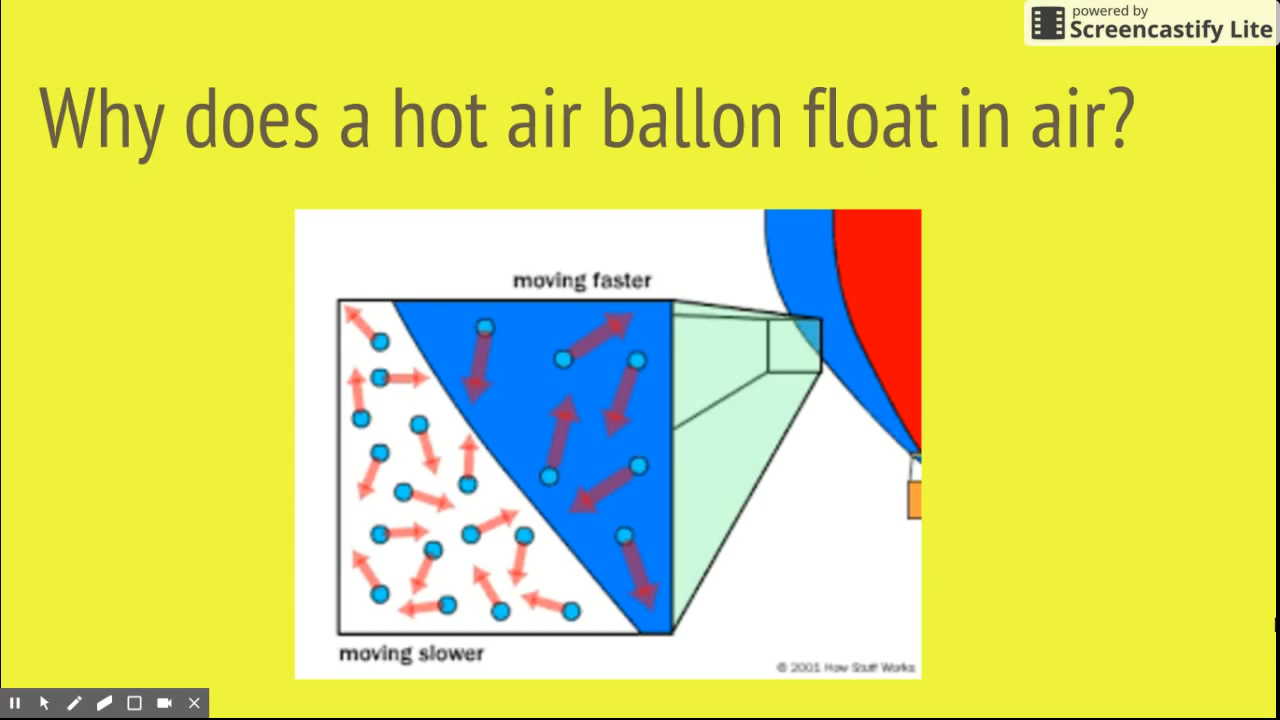 powered by
Screencastify Lite
Why does a hot air ballon float in air?
moving faster
moving slower
© 2001 How Stuff Works